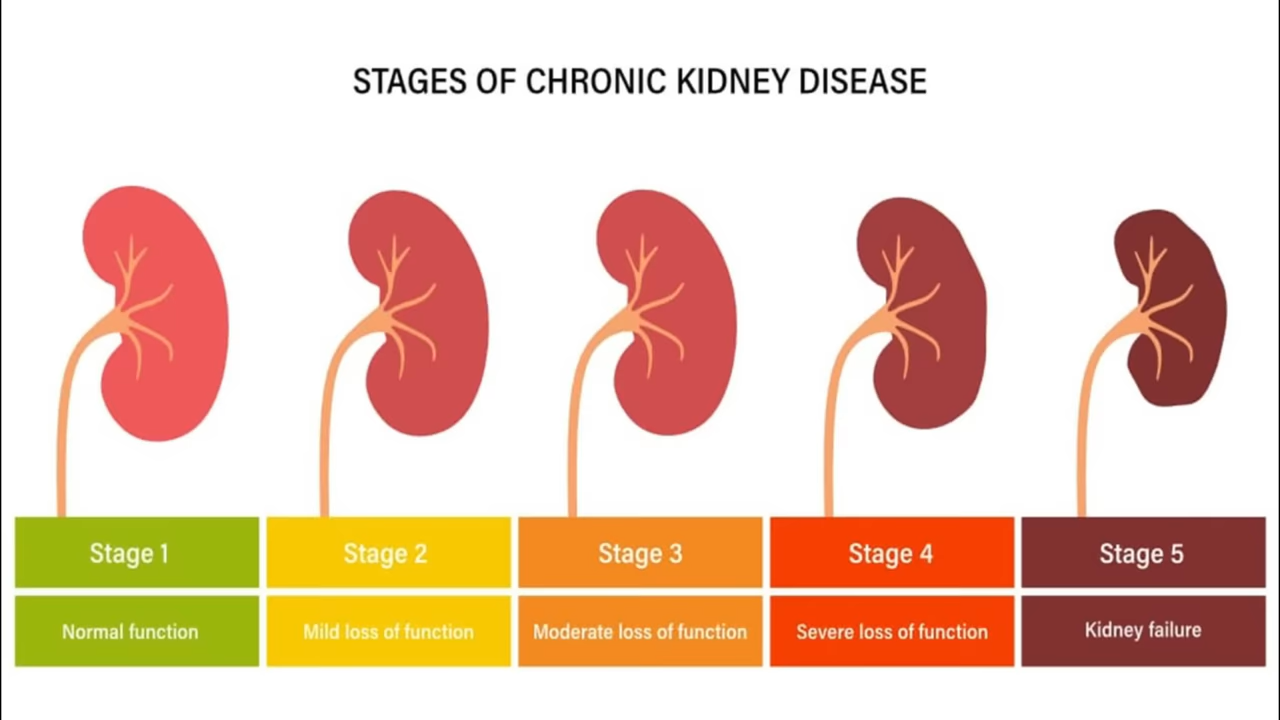 STAGES OF CHRONIC KIDNEY DISEASE
Stage 1
Stage 2
Stage 3
Stage 4
Stage 5
Normal function
Mild loss of function
Moderate loss of function
Severe loss of function
Kidney failure